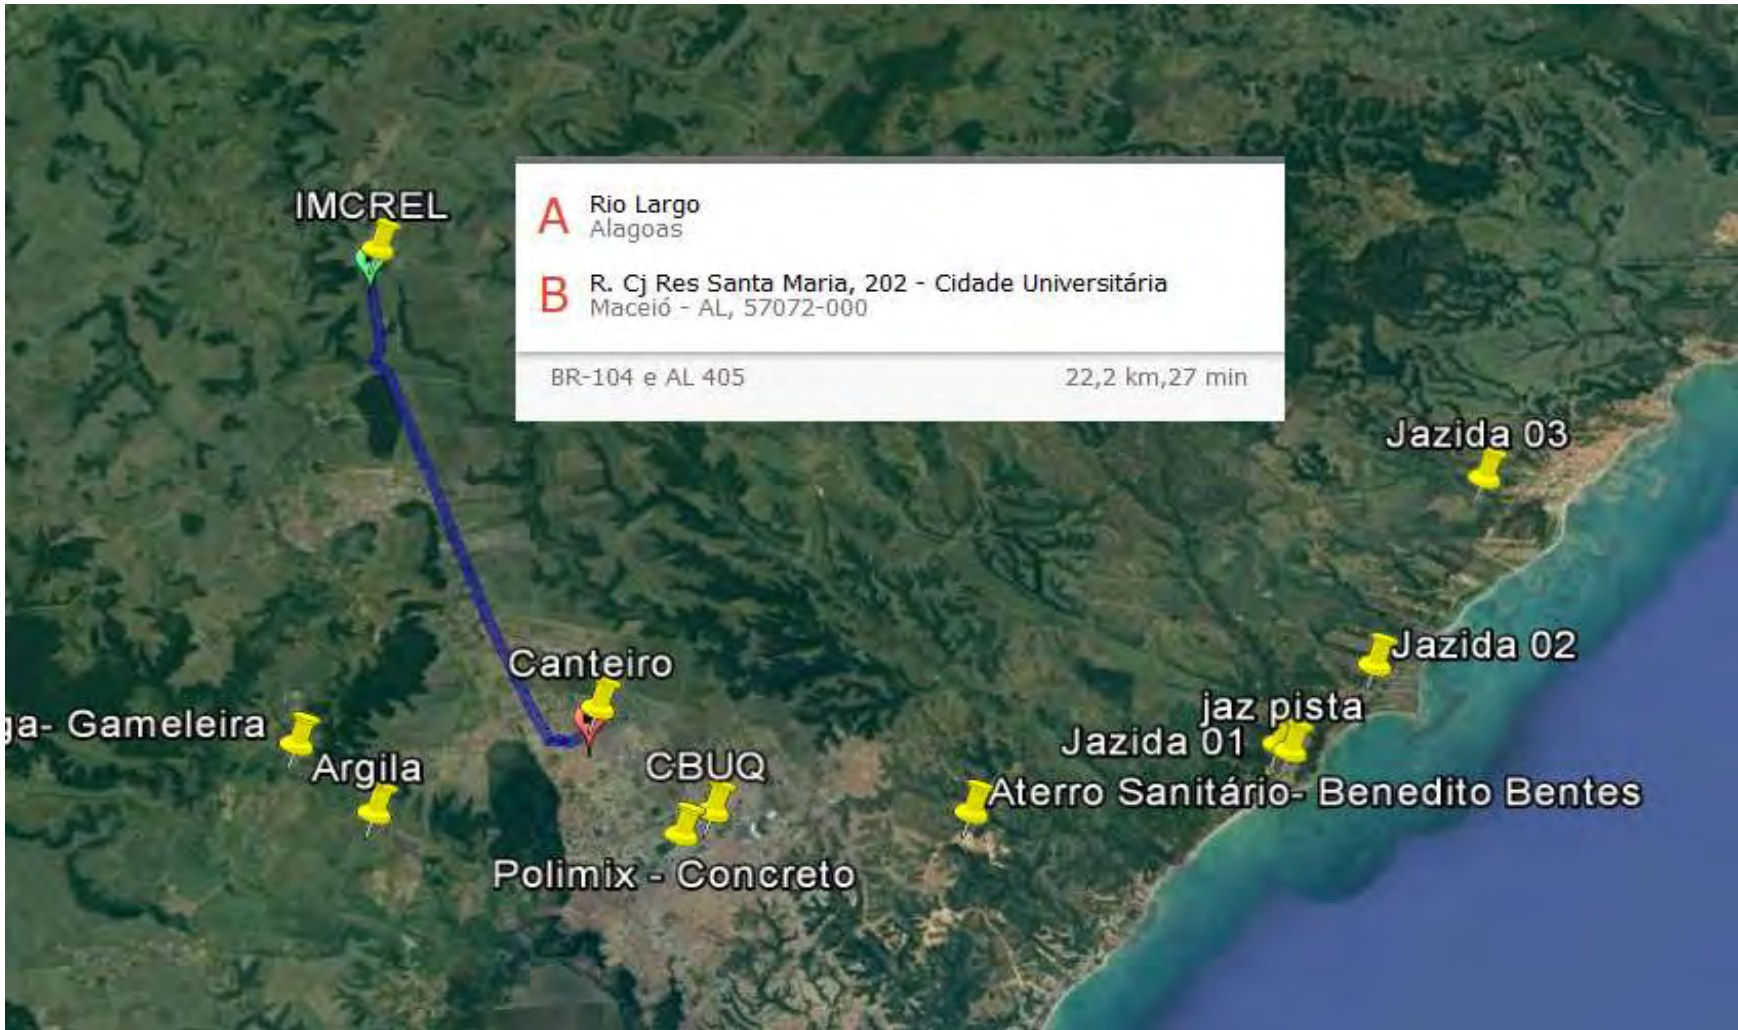 IMCREL
A Rio Largo
Alagoas
B R. Cj Res Santa Maria, 202 - Cidade Universitária
Maceió - AL, 57072-000
BR-104 e AL 405 22,2 km,27 min
Jazida 03
Jazida 02
Canteiro
jaz pista
Jazida 01
ga- Gameleira
Argila
CBUQ
Aterro Sanitário- Benedito Bentes
Polimix - Concreto